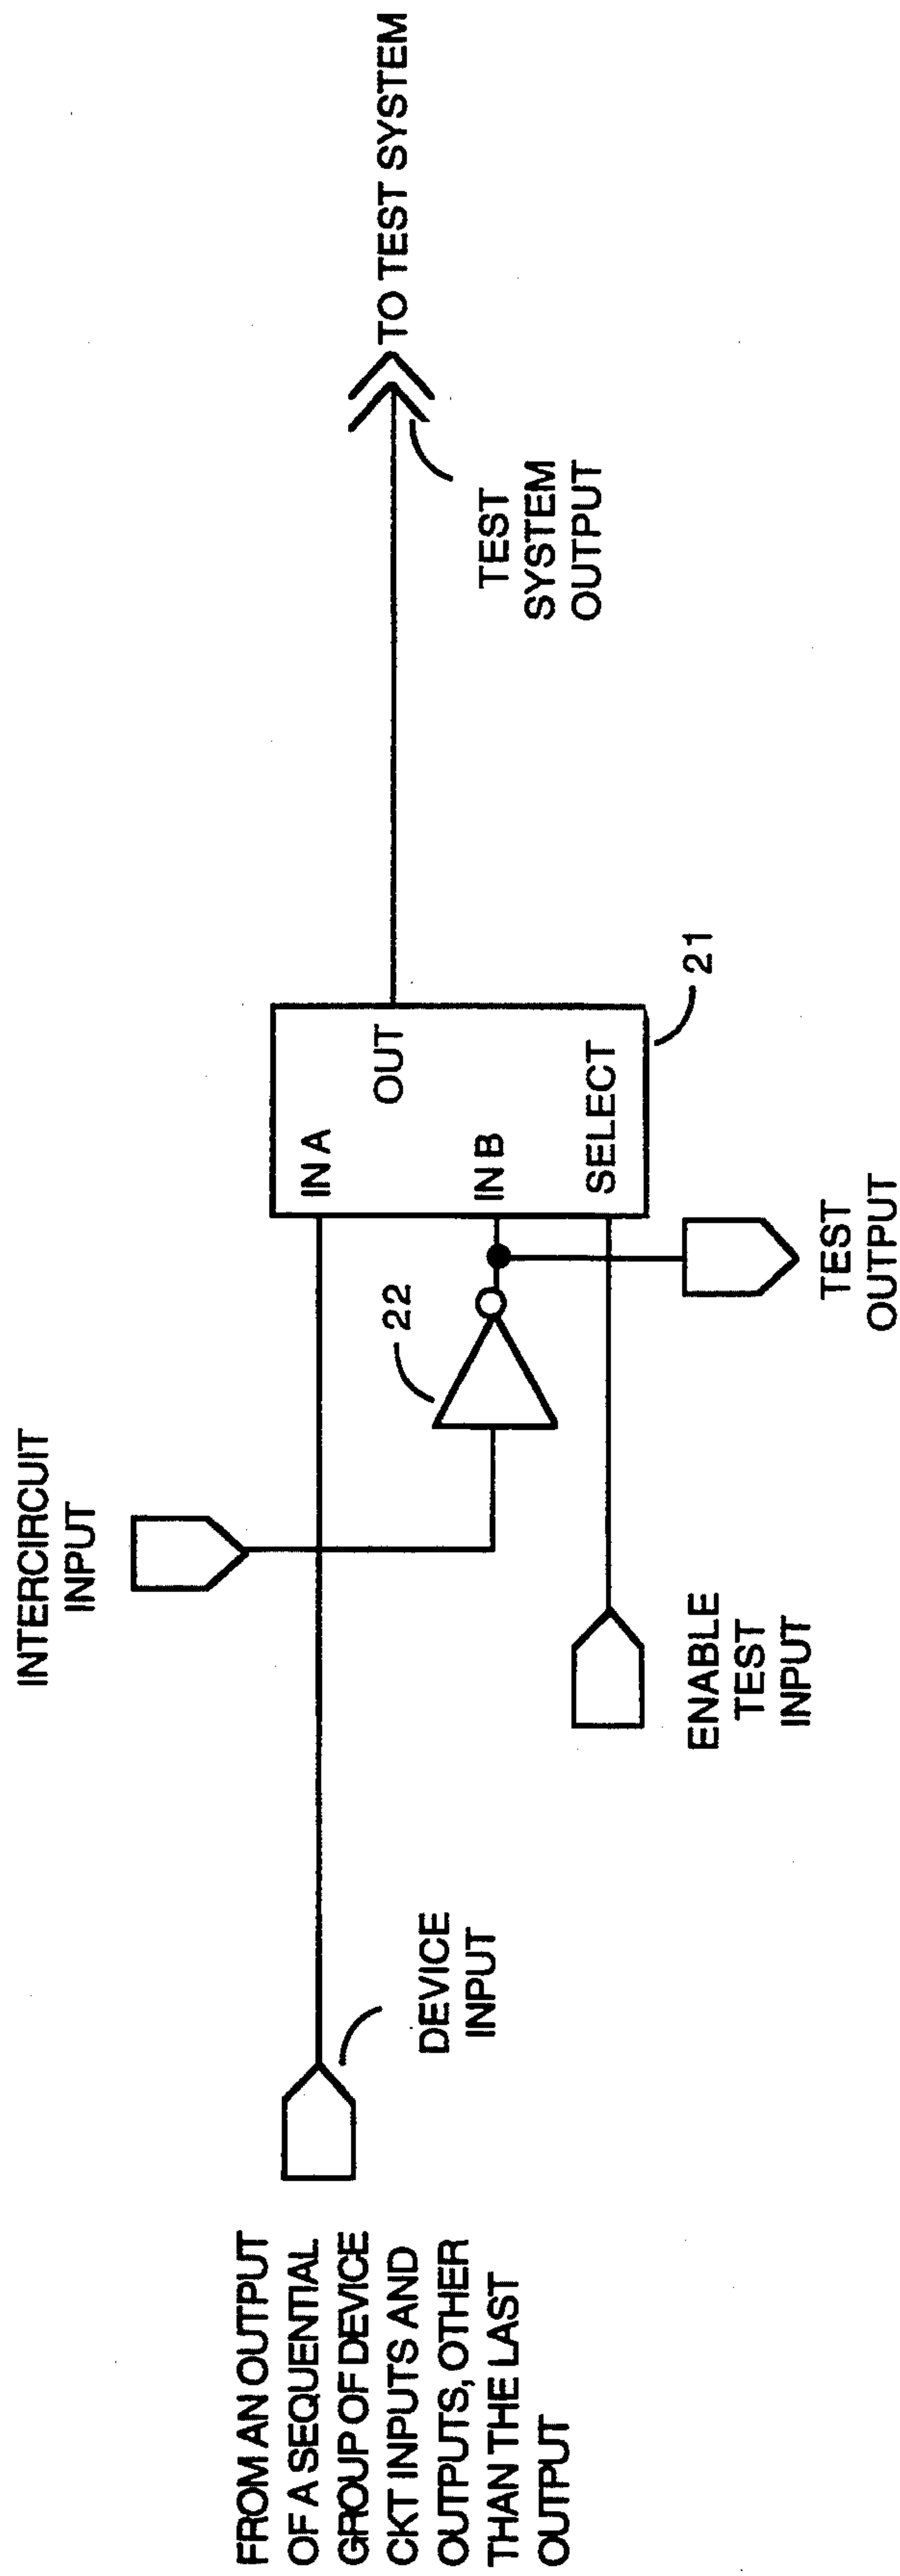 INTERCIRCUIT
INPUT
FROM AN OUTPUT
OF A SEQUENTIAL
GROUP OF DEVICE
CKT INPUTS AND
OUTPUTS, OTHER
THAN THE LAST
OUTPUT
DEVICE
INPUT
22
IN A
OUT
IN B
SELECT
21
TO TEST SYSTEM
TEST
SYSTEM
OUTPUT
ENABLE
TEST
INPUT
TEST
OUTPUT